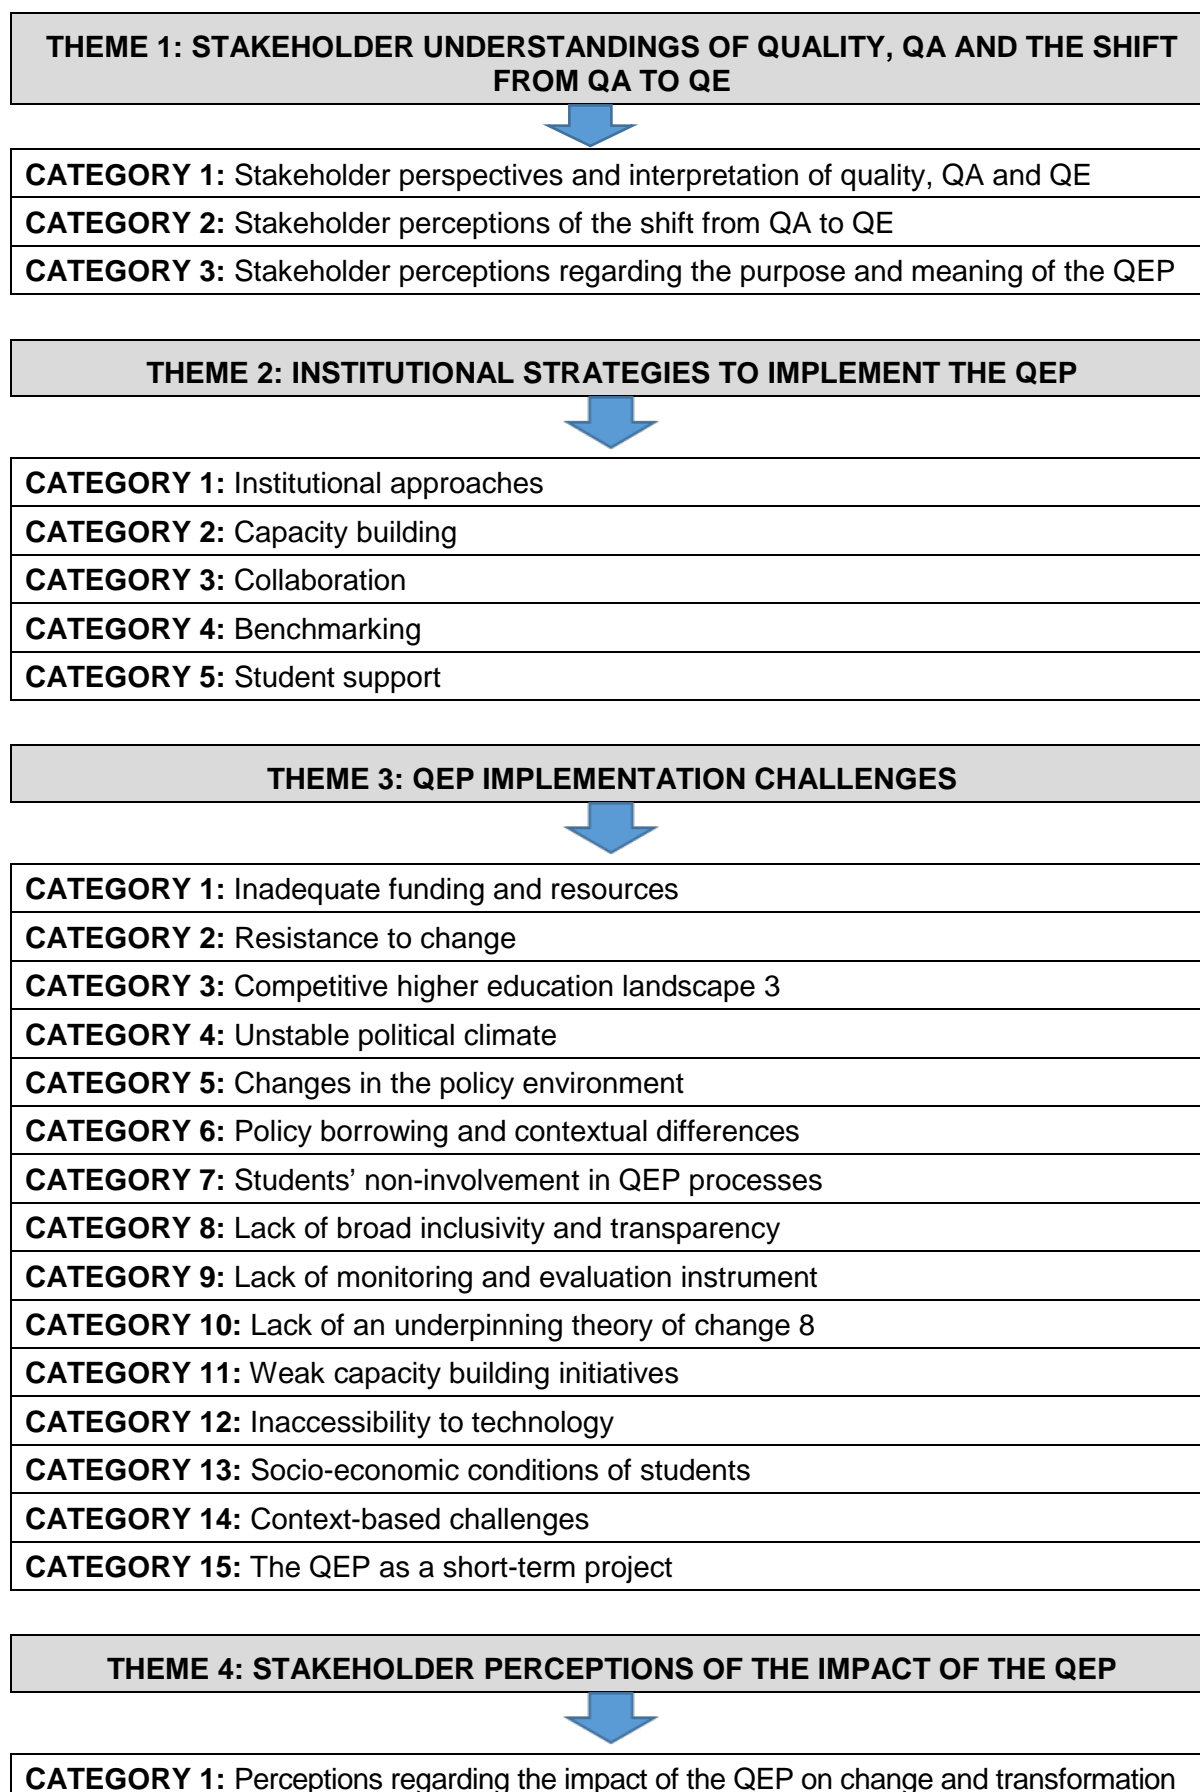 THEME 1: STAKEHOLDER UNDERSTANDINGS OF QUALITY, QA AND THE SHIFT
FROM QA TO QE
CATEGORY 1: Stakeholder perspectives and interpretation of quality, QA and QE
CATEGORY 2: Stakeholder perceptions of the shift from QA to QE
CATEGORY 3: Stakeholder perceptions regarding the purpose and meaning of the QEP
THEME 2: INSTITUTIONAL STRATEGIES TO IMPLEMENT THE QEP
CATEGORY 1: Institutional approaches
CATEGORY 2: Capacity building
CATEGORY 3: Collaboration
CATEGORY 4: Benchmarking
CATEGORY 5: Student support
THEME 3: QEP IMPLEMENTATION CHALLENGES
CATEGORY 1: Inadequate funding and resources
CATEGORY 2: Resistance to change
CATEGORY 3: Competitive higher education landscape 3
CATEGORY 4: Unstable political climate
CATEGORY 5: Changes in the policy environment
CATEGORY 6: Policy borrowing and contextual differences
CATEGORY 7: Students’ non-involvement in QEP processes
CATEGORY 8: Lack of broad inclusivity and transparency
CATEGORY 9: Lack of monitoring and evaluation instrument
CATEGORY 10: Lack of an underpinning theory of change 8
CATEGORY 11: Weak capacity building initiatives
CATEGORY 12: Inaccessibility to technology
CATEGORY 13: Socio-economic conditions of students
CATEGORY 14: Context-based challenges
CATEGORY 15: The QEP as a short-term project
THEME 4: STAKEHOLDER PERCEPTIONS OF THE IMPACT OF THE QEP
CATEGORY 1: Perceptions regarding the impact of the QEP on change and transformation